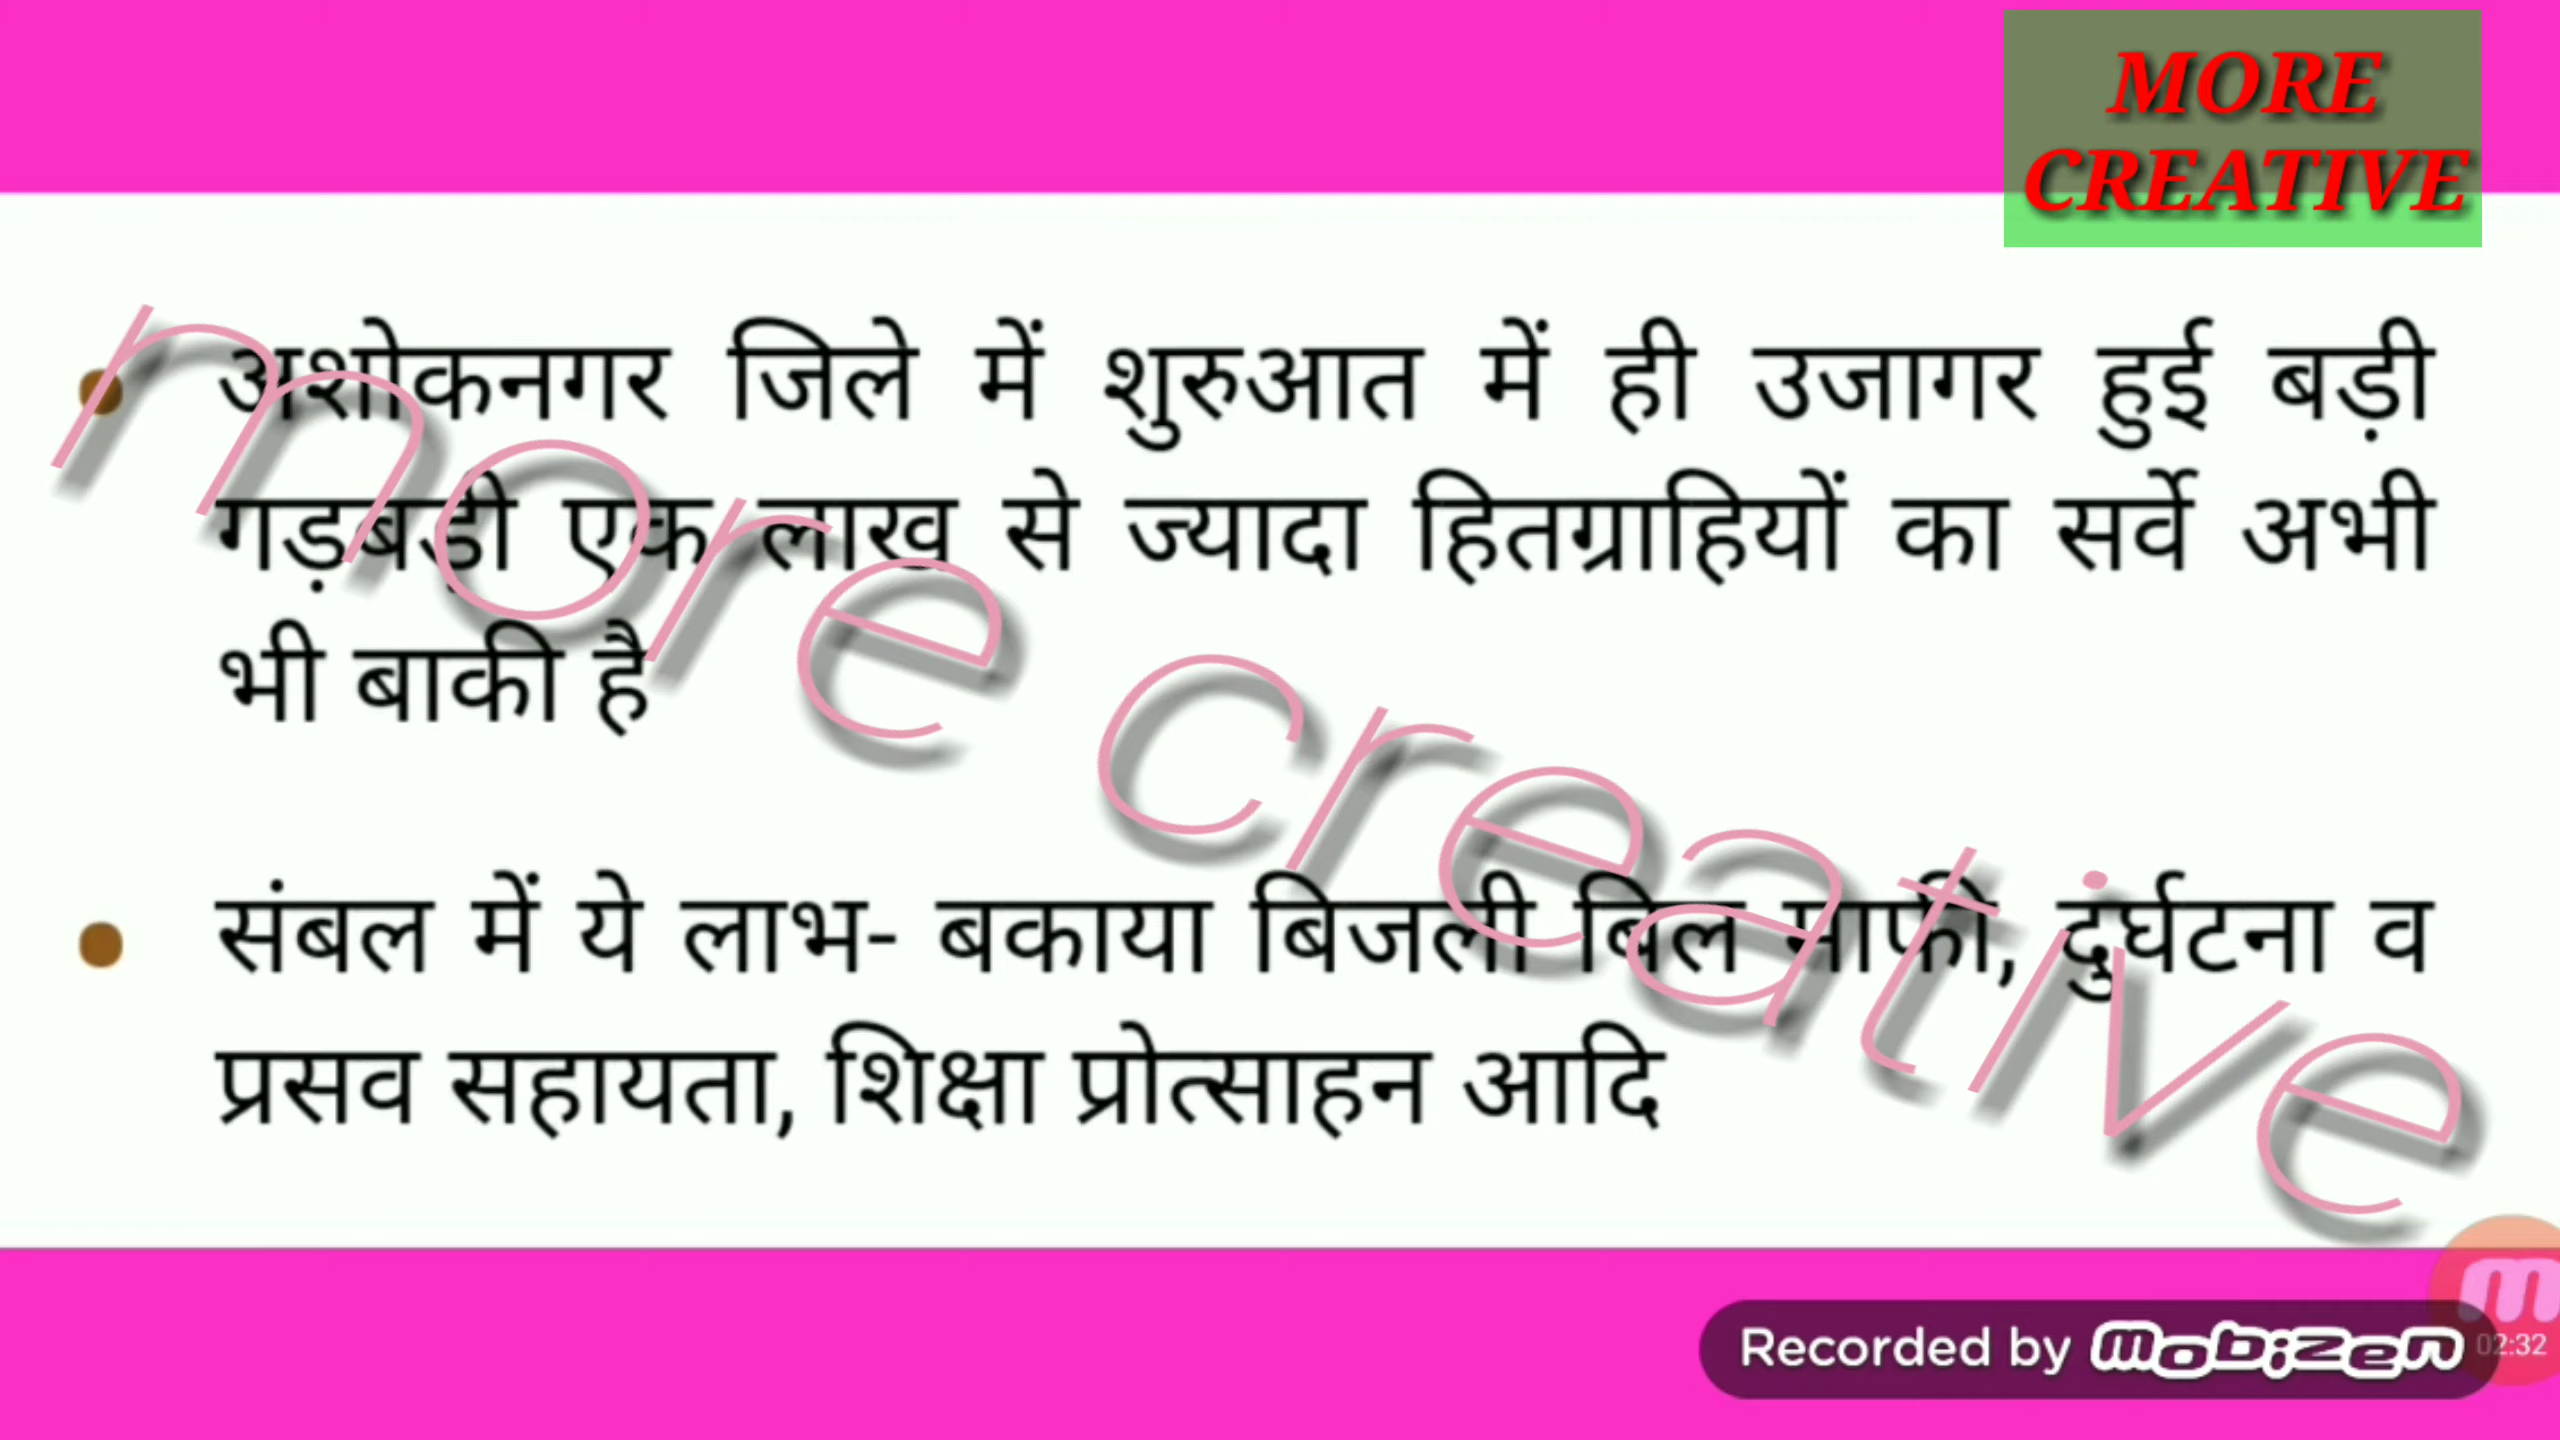 MORE
CREATIVE
अशोकनगर जिले में शुरुआत में ही उजागर हुई बड़ी
गड़बड़ी एक लाख से ज्यादा हितग्राहियों का सर्वे अभी
भी बाकी है
more creative
संबल में ये लाभ- बकाया बिजली बिल माफी, दुर्घटना व
प्रसव सहायता, शिक्षा प्रोत्साहन आदि
Recorded by mobizen
02:32